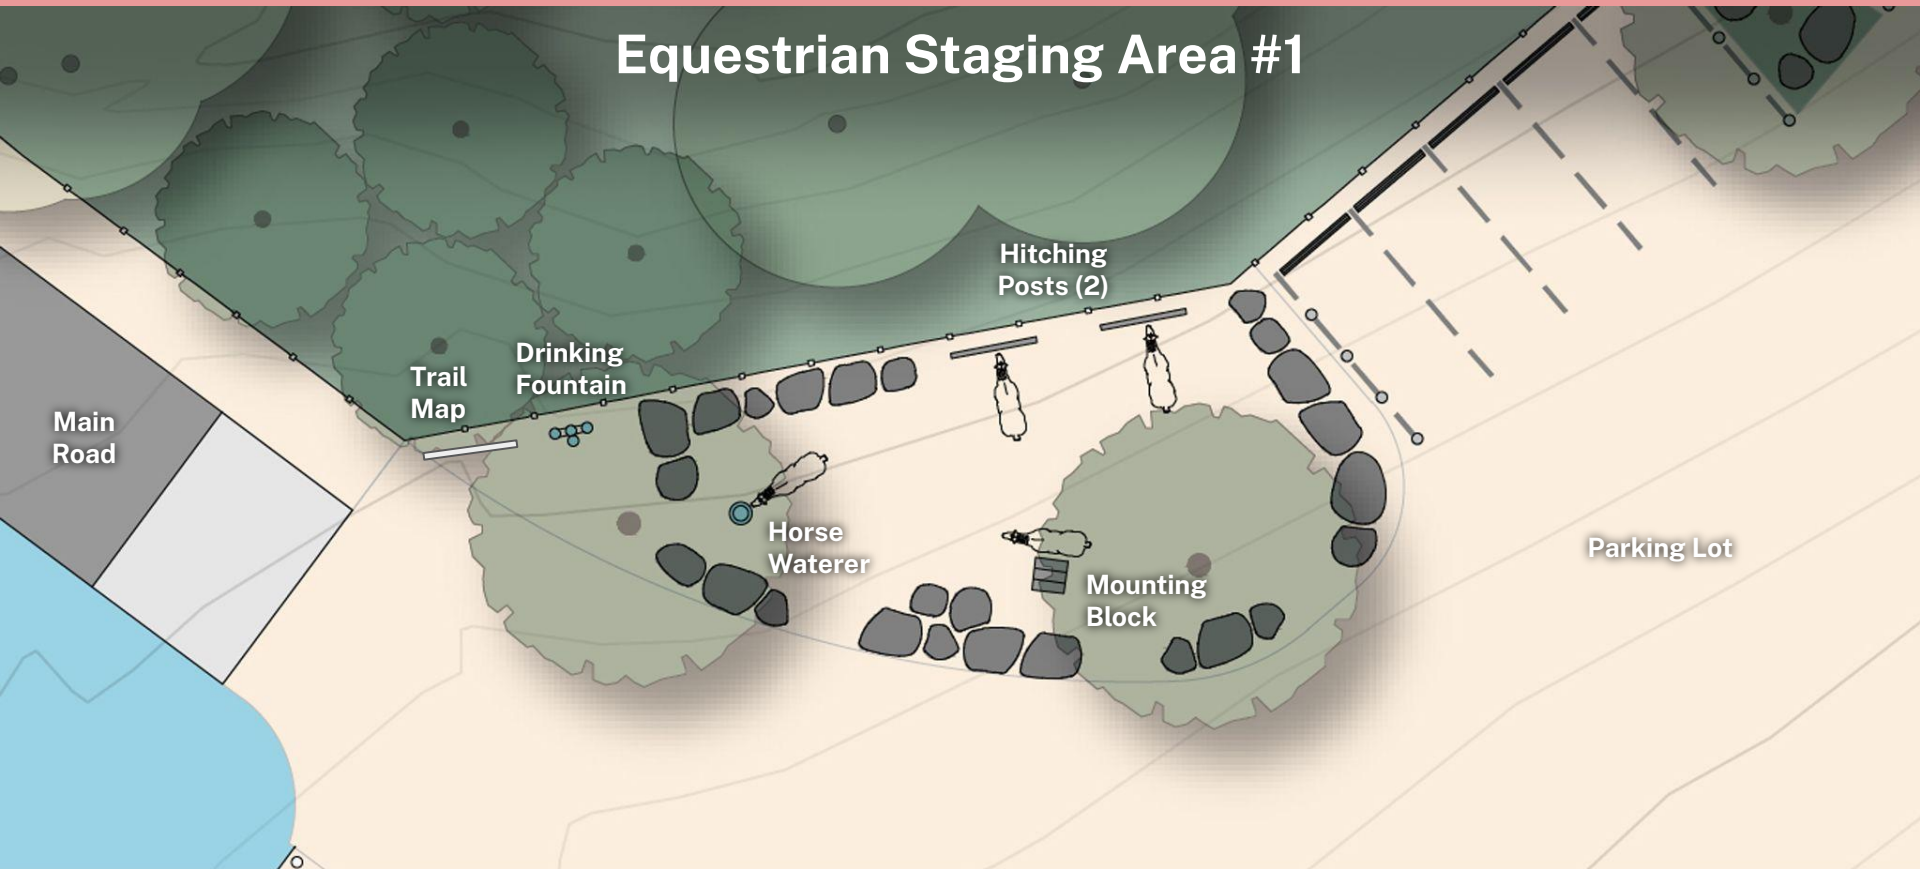 Equestrian Staging Area #1
Hitching
Posts (2)
Drinking
Fountain
Trail
Map
Main
Road
Horse
Waterer
Mounting
Block
Parking Lot